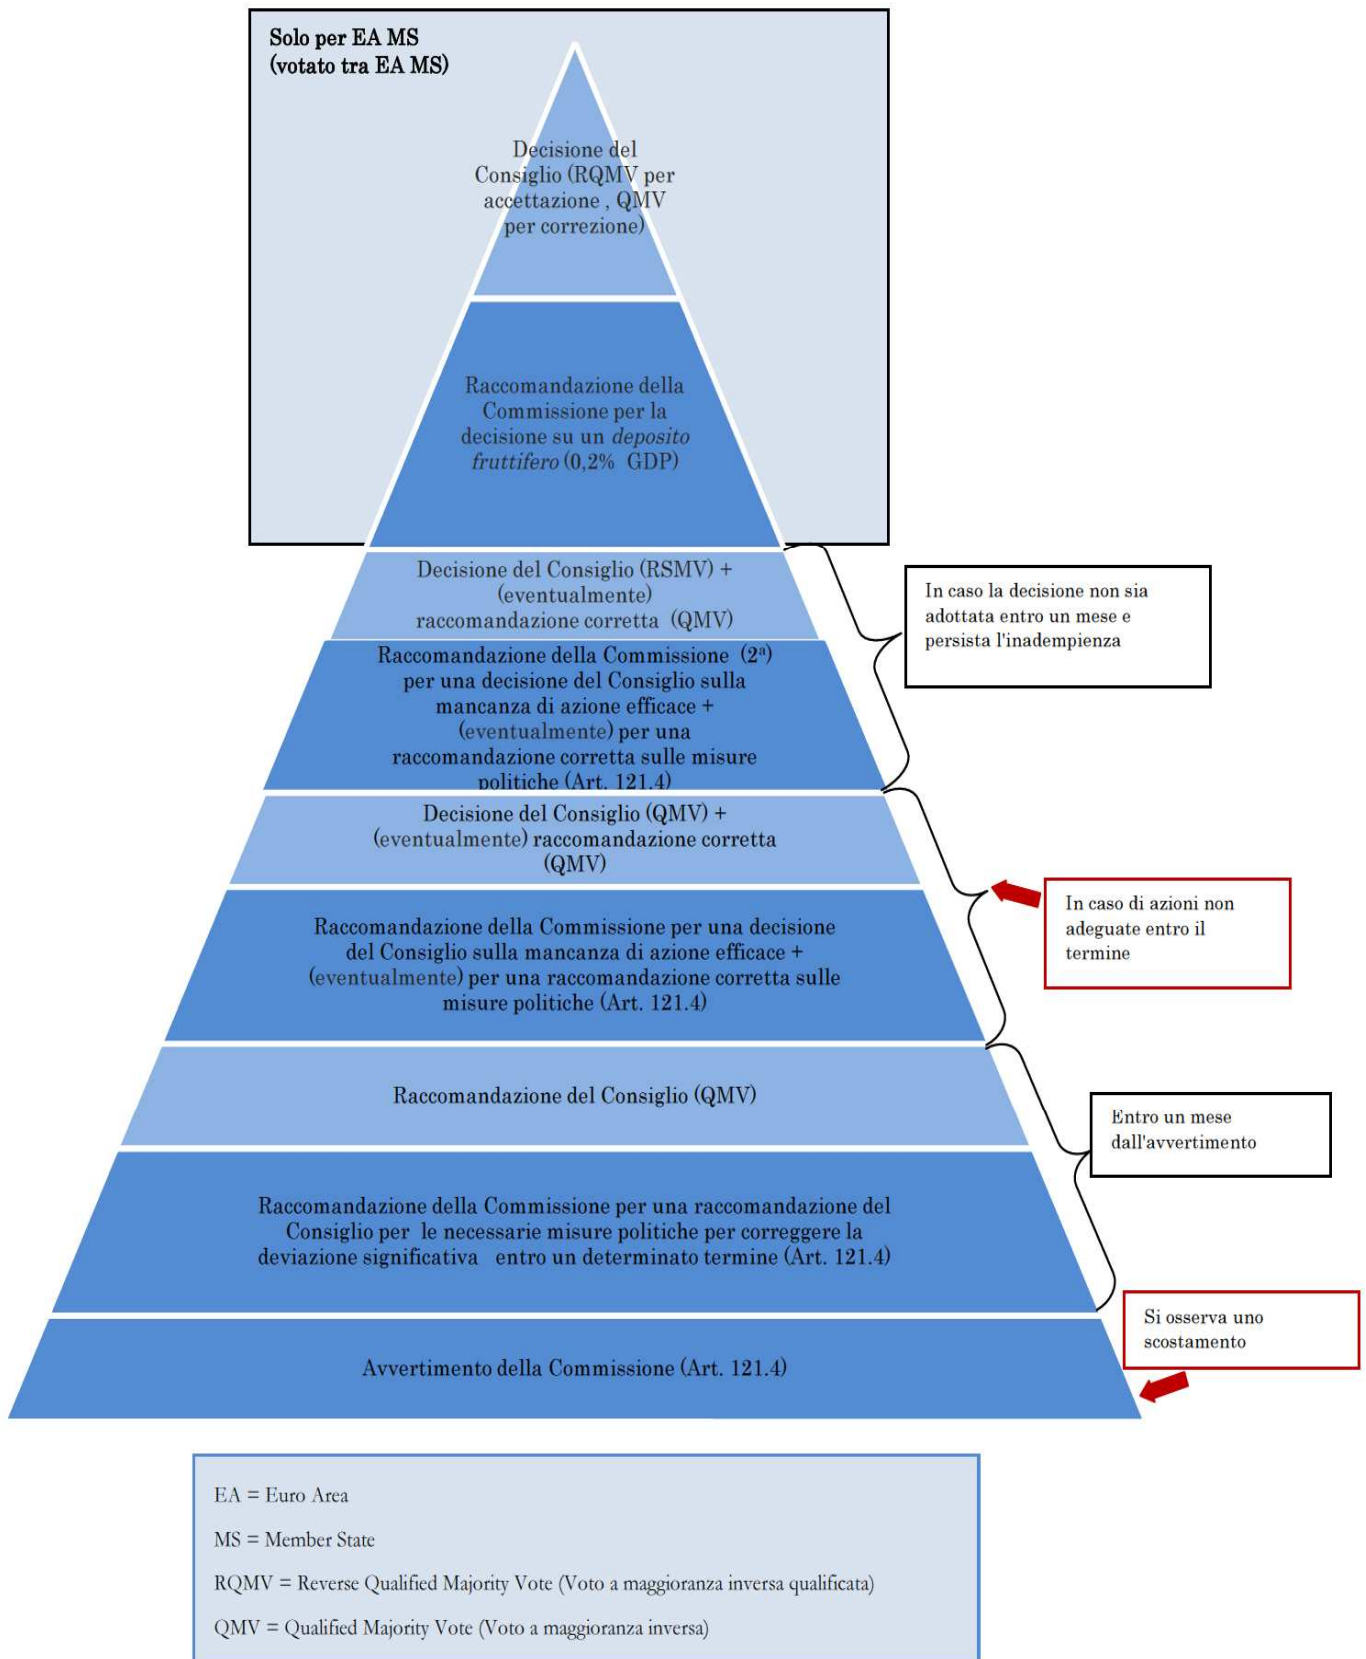 Solo per EA MS
(votato tra EA MS)
Decisione del
Consiglio (RQMV per
accettazione , QMV
per correzione)
Raccomandazione della
Commissione per la
decisione su un deposito
fruttifero (0,2% GDP)
Decisione del Consiglio (RSMV) +
(eventualmente)
raccomandazione corretta (QMV)
In caso la decisione non sia
adottata entro un mese e
persista l'inadempienza
Raccomandazione della Commissione (2ª)
per una decisione del Consiglio sulla
mancanza di azione efficace +
(eventualmente) per una
raccomandazione corretta sulle misure
politiche (Art. 121.4)
Decisione del Consiglio (QMV) +
(eventualmente) raccomandazione corretta
(QMV)
In caso di azioni non
adeguate entro il
termine
Raccomandazione della Commissione per una decisione
del Consiglio sulla mancanza di azione efficace +
(eventualmente) per una raccomandazione corretta sulle
misure politiche (Art. 121.4)
Raccomandazione del Consiglio (QMV)
Entro un mese
dall'avvertimento
Raccomandazione della Commissione per una raccomandazione del
Consiglio per le necessarie misure politiche per correggere la
deviazione significativa entro un determinato termine (Art. 121.4)
Si osserva uno
scostamento
Avvertimento della Commissione (Art. 121.4)
EA = Euro Area
MS = Member State
RQMV = Reverse Qualified Majority Vote (Voto a maggioranza inversa qualificata)
QMV = Qualified Majority Vote (Voto a maggioranza inversa)